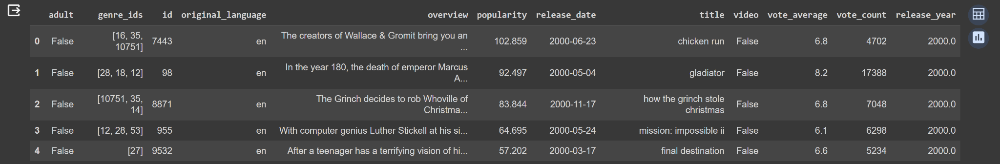 adult genre_ids id original_language overview popularity release_date title video vote_average vote_count release_year
0 False [16, 35, 10751] 7443 en The creators of Wallace & Gromit bring you an ... 102.859 2000-06-23 chicken run False 6.8 4702 2000.0
1 False [28, 18, 12] 98 en In the year 180, the death of emperor Marcus A... 92.497 2000-05-04 gladiator False 8.2 17388 2000.0
2 False [10751, 35, 14] 8871 en The Grinch decides to rob Whoville of Christma... 83.844 2000-11-17 how the grinch stole christmas False 6.8 7048 2000.0
3 False [12, 28, 53] 955 en With computer genius Luther Stickell at his si... 64.695 2000-05-24 mission: impossible ii False 6.1 6298 2000.0
4 False [27] 9532 en After a teenager has a terrifying vision of hi... 57.202 2000-03-17 final destination False 6.6 5234 2000.0